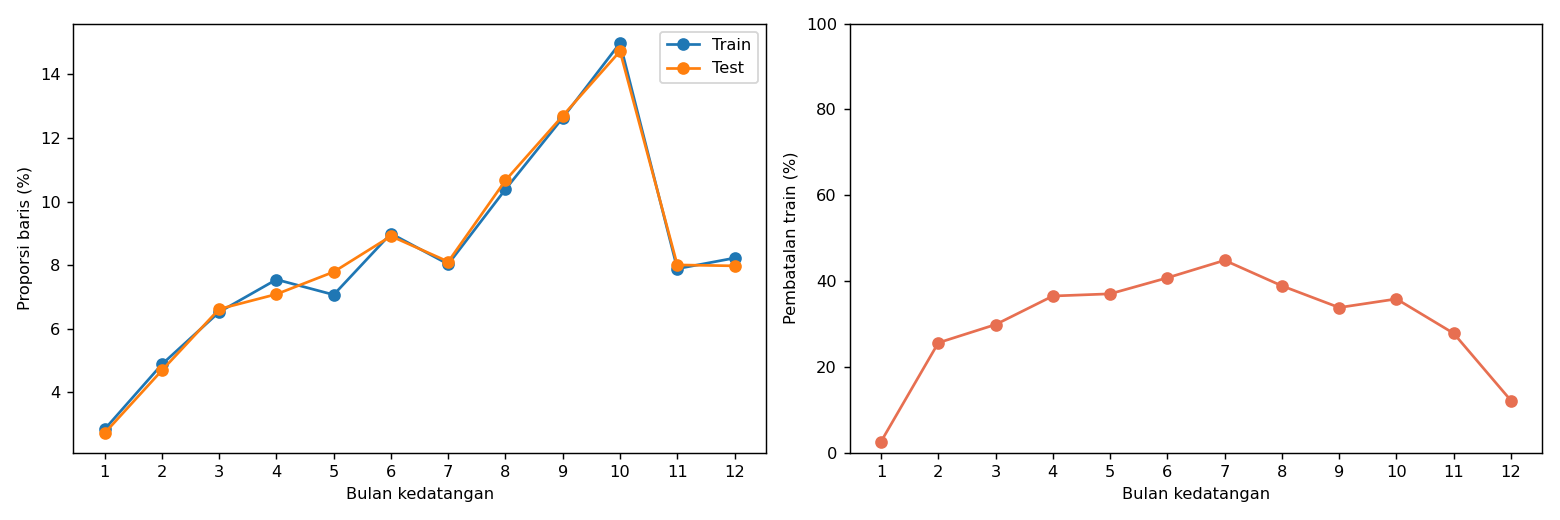 Proporsi baris (%)
14
12
10
8
6
4
Train
Test
1 2 3 4 5 6 7 8 9 10 11 12
Bulan kedatangan
Pembatalan train (%)
100
80
60
40
20
0
1 2 3 4 5 6 7 8 9 10 11 12
Bulan kedatangan